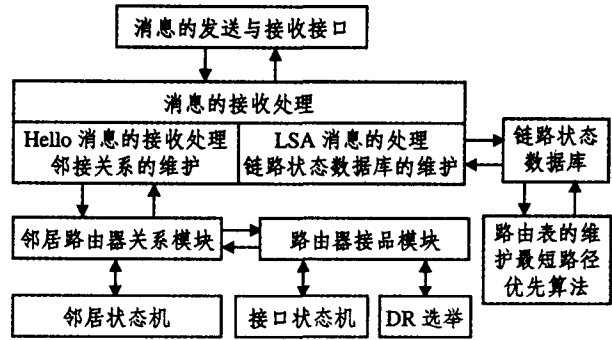 消息的发送与接收接口
消息的接收处理
Hello 消息的接收处理
邻接关系的维护
LSA 消息的处理
链路状态数据库的维护
链路状态
数据库
邻居路由器关系模块
路由器接品模块
路由表的维
护最短路径
优先算法
邻居状态机
接口状态机
DR 选举